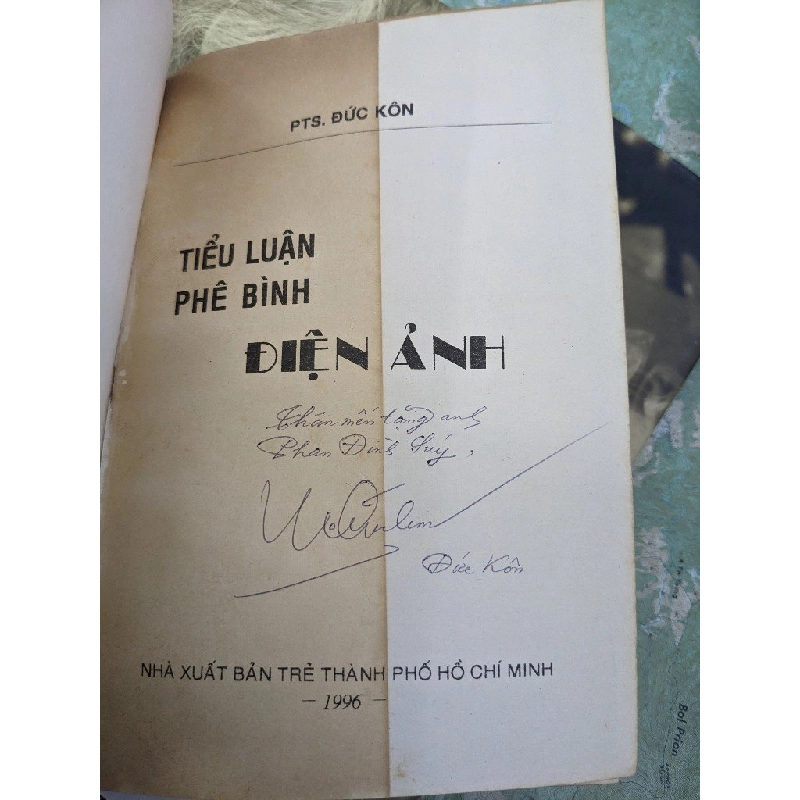 PTS. ĐỨC KÔN
TIỂU LUẬN
PHÊ BÌNH
ĐIỆN ẢNH
Thân mến tặng anh
Phan Đình
Đức Kôn
NHÀ XUẤT BẢN TRẺ THÀNH PHỐ HỒ CHÍ MINH
– 1996 –